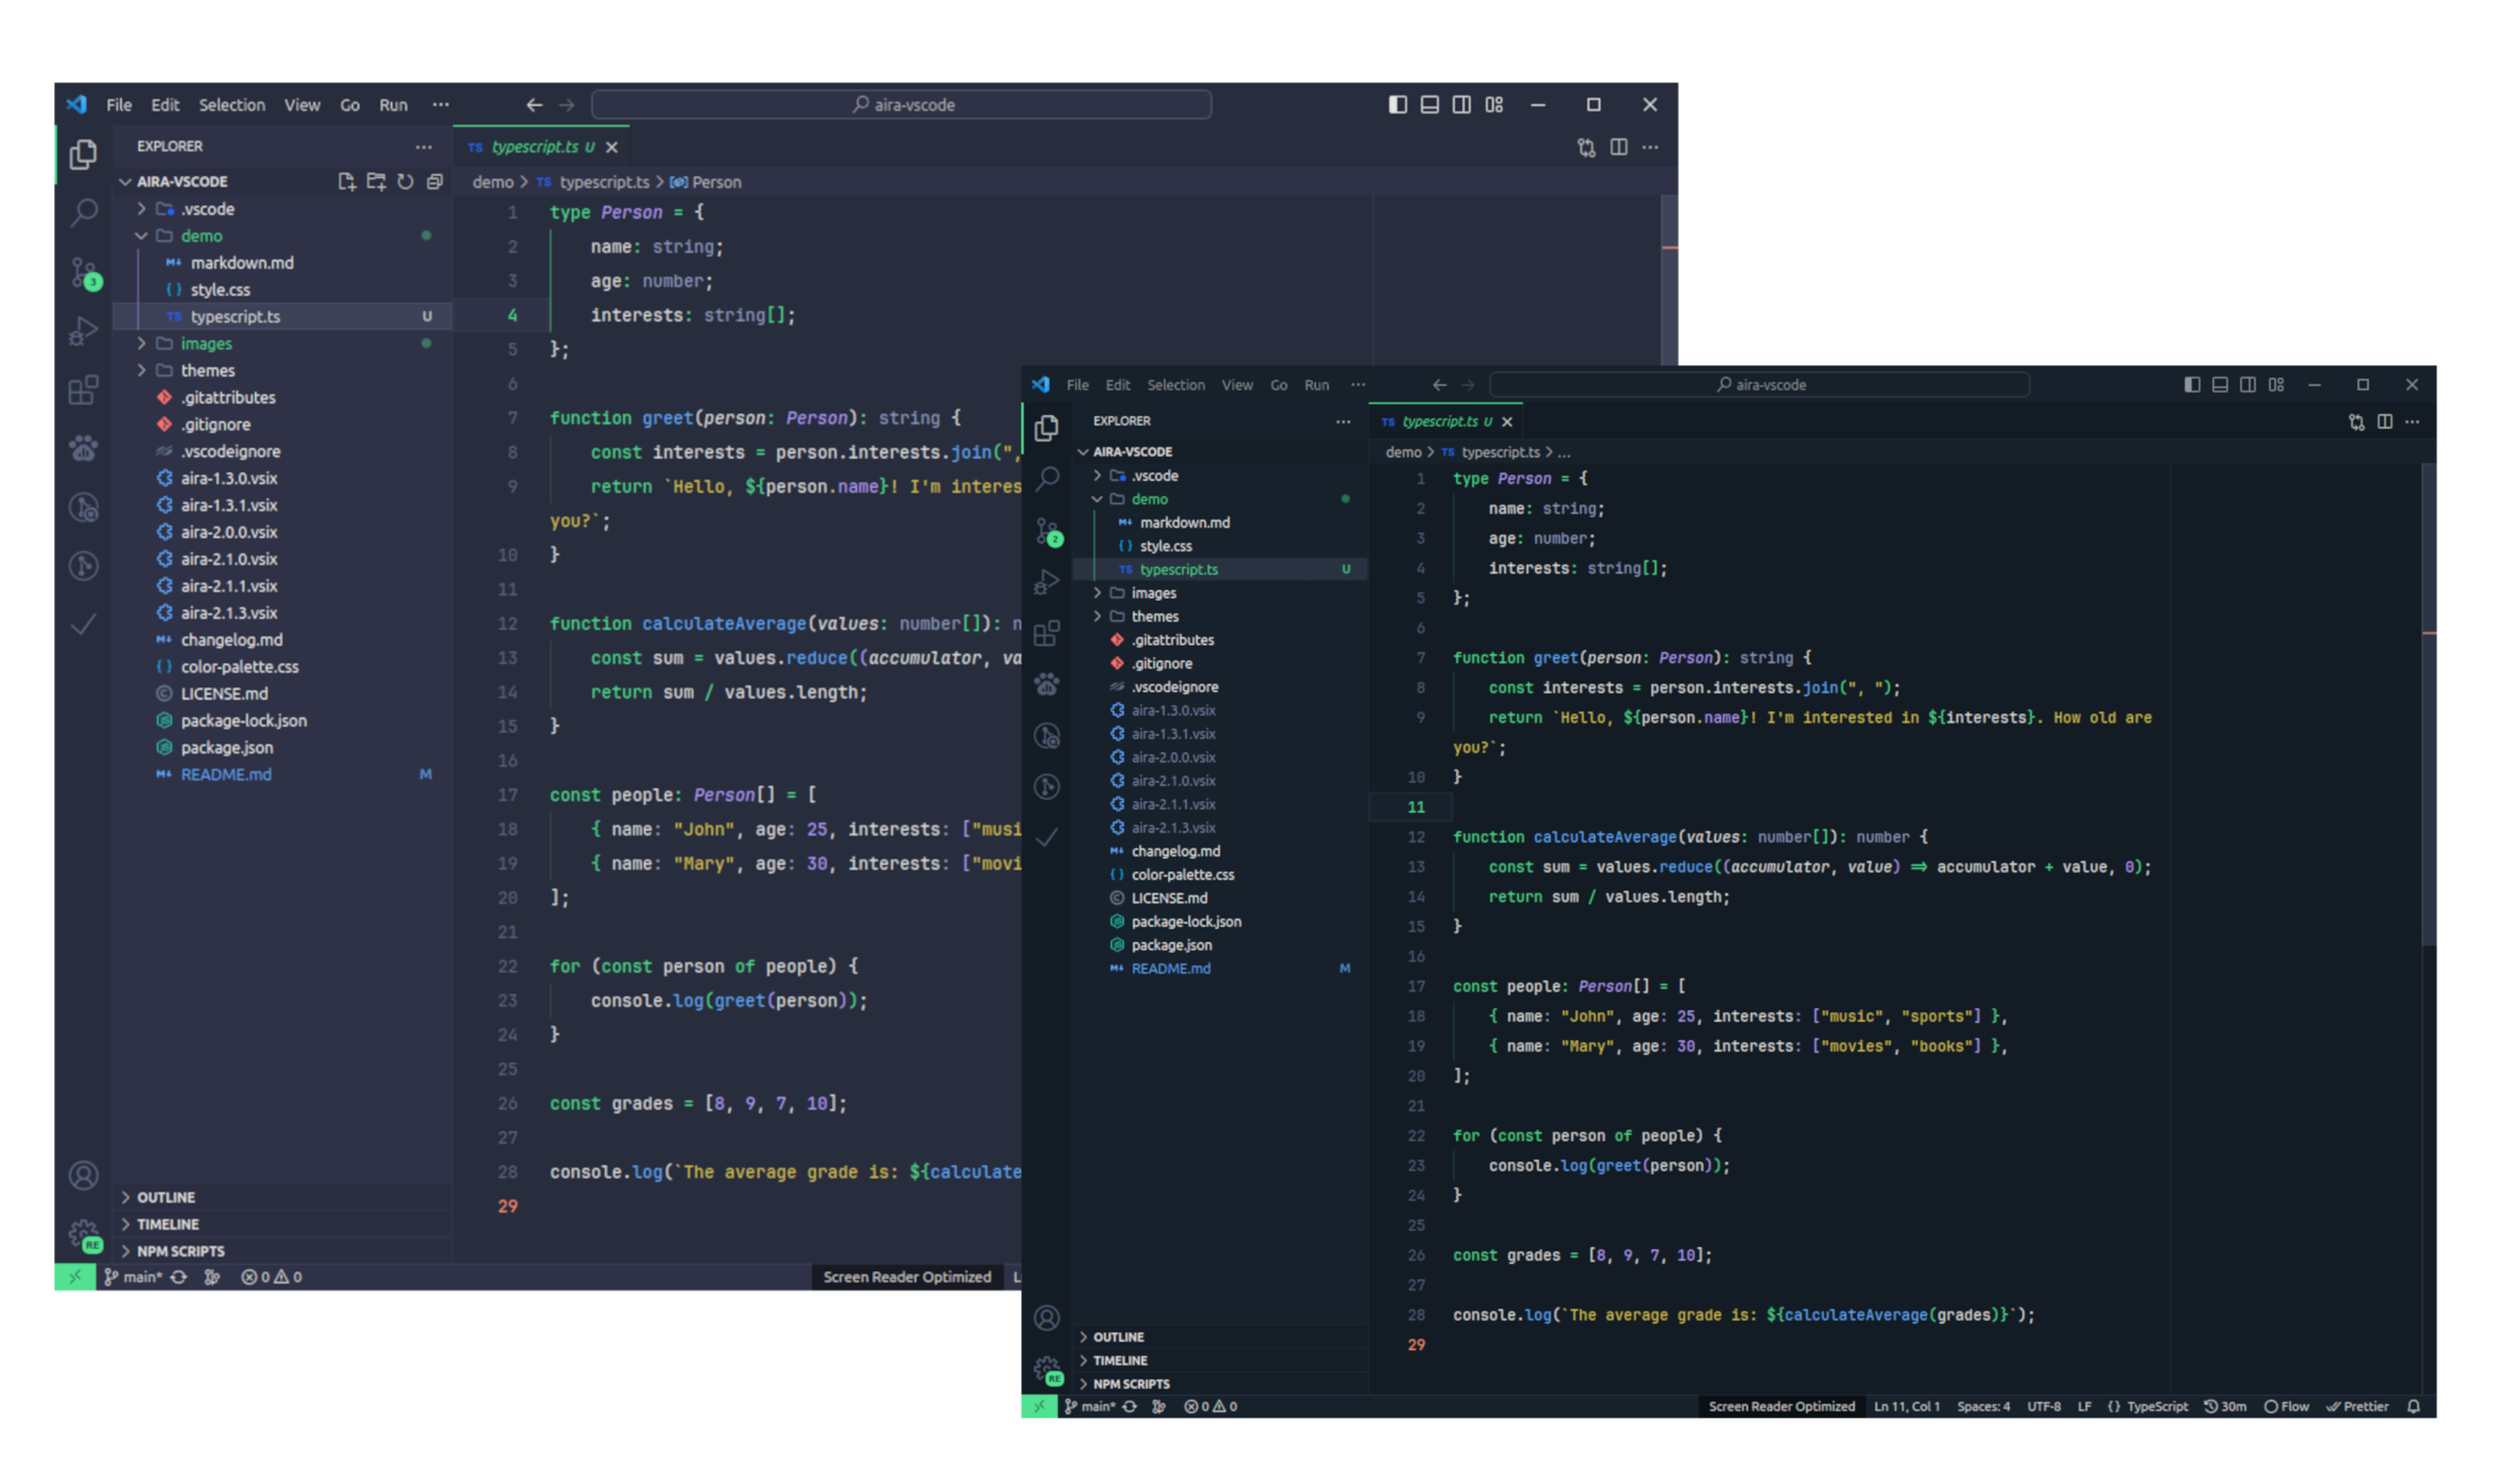 File Edit Selection View Go Run ···
aira-vscode
EXPLORER
AIRA-VSCODE
.vscode
demo
markdown.md
style.css
TS typescript.ts U
images
themes
.gitattributes
.gitignore
.vscodeignore
aira-1.3.0.vsix
aira-1.3.1.vsix
aira-2.0.0.vsix
aira-2.1.0.vsix
aira-2.1.1.vsix
aira-2.1.3.vsix
changelog.md
color-palette.css
LICENSE.md
package-lock.json
package.json
README.md M
OUTLINE
TIMELINE
NPM SCRIPTS
3
RE
TS typescript.ts U
demo > TS typescript.ts > Person
1 type Person = {
2 name: string;
3 age: number;
4 interests: string[];
5 };
6
7 function greet(person: Person): string {
8 const interests = person.interests.join(",
9 return `Hello, ${person.name}! I'm interes
you?`;
10 }
11
12 function calculateAverage(values: number[]): n
13 const sum = values.reduce((accumulator, va
14 return sum / values.length;
15 }
16
17 const people: Person[] = [
18 { name: "John", age: 25, interests: ["musi
19 { name: "Mary", age: 30, interests: ["movi
20 ];
21
22 for (const person of people) {
23 console.log(greet(person));
24 }
25
26 const grades = [8, 9, 7, 10];
27
28 console.log(`The average grade is: ${calculate
29
main* 0 0 Screen Reader Optimized L
File Edit Selection View Go Run ···
aira-vscode
EXPLORER
AIRA-VSCODE
.vscode
demo
markdown.md
style.css
TS typescript.ts U
images
themes
.gitattributes
.gitignore
.vscodeignore
aira-1.3.0.vsix
aira-1.3.1.vsix
aira-2.0.0.vsix
aira-2.1.0.vsix
aira-2.1.1.vsix
aira-2.1.3.vsix
changelog.md
color-palette.css
LICENSE.md
package-lock.json
package.json
README.md M
OUTLINE
TIMELINE
NPM SCRIPTS
2
RE
TS typescript.ts U
demo > TS typescript.ts > ...
1 type Person = {
2 name: string;
3 age: number;
4 interests: string[];
5 };
6
7 function greet(person: Person): string {
8 const interests = person.interests.join(", ");
9 return `Hello, ${person.name}! I'm interested in ${interests}. How old are
you?`;
10 }
11
12 function calculateAverage(values: number[]): number {
13 const sum = values.reduce((accumulator, value) ⇒ accumulator + value, 0);
14 return sum / values.length;
15 }
16
17 const people: Person[] = [
18 { name: "John", age: 25, interests: ["music", "sports"] },
19 { name: "Mary", age: 30, interests: ["movies", "books"] },
20 ];
21
22 for (const person of people) {
23 console.log(greet(person));
24 }
25
26 const grades = [8, 9, 7, 10];
27
28 console.log(`The average grade is: ${calculateAverage(grades)}`);
29
main* 0 0 Screen Reader Optimized Ln 11, Col 1 Spaces: 4 UTF-8 LF {} TypeScript 30m Flow Prettier